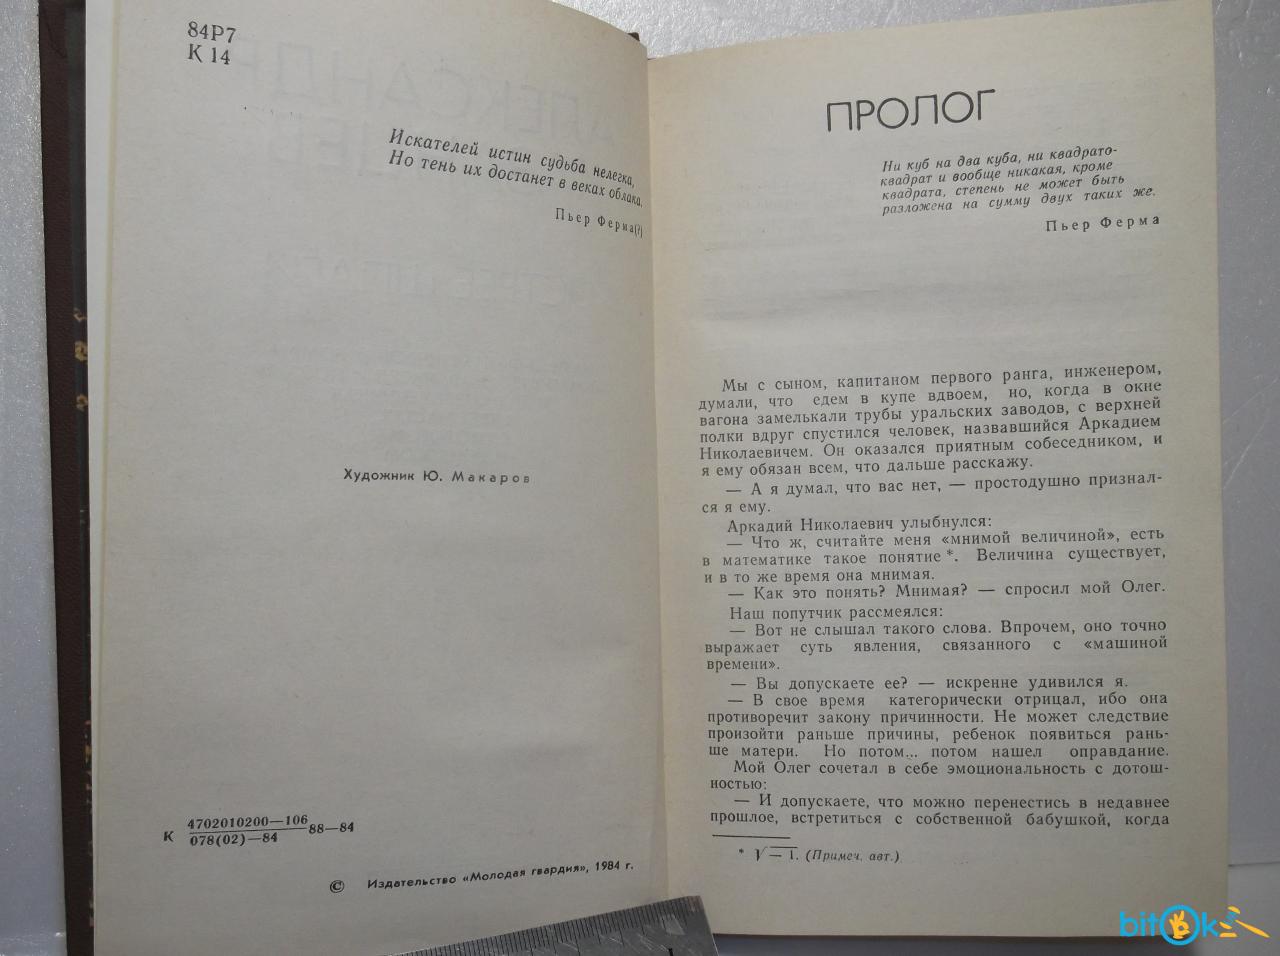 84Р7
К 14
Искателей истин судьба нелегка,
Но тень их достанет в веках облака.
Пьер Ферма(?)
Художник Ю. Макаров
К 4702010200—106
078(02)—84 88—84
© Издательство «Молодая гвардия», 1984 г.
ПРОЛОГ
Ни куб на два куба, ни квадрато-
квадрат и вообще никакая, кроме
квадрата, степень не может быть
разложена на сумму двух таких же.
Пьер Ферма
Мы с сыном, капитаном первого ранга, инженером,
думали, что едем в купе вдвоем, но, когда в окне
вагона замелькали трубы уральских заводов, с верхней
полки вдруг спустился человек, назвавшийся Аркадием
Николаевичем. Он оказался приятным собеседником, и
я ему обязан всем, что дальше расскажу.
— А я думал, что вас нет, — простодушно признал-
ся я ему.
Аркадий Николаевич улыбнулся:
— Что ж, считайте меня «мнимой величиной», есть
в математике такое понятие *. Величина существует,
и в то же время она мнимая.
— Как это понять? Мнимая? — спросил мой Олег.
Наш попутчик рассмеялся:
— Вот не слышал такого слова. Впрочем, оно точно
выражает суть явления, связанного с «машиной
времени».
— Вы допускаете ее? — искренне удивился я.
— В свое время категорически отрицал, ибо она
противоречит закону причинности. Не может следствие
произойти раньше причины, ребенок появиться рань-
ше матери. Но потом... потом нашел оправдание.
Мой Олег сочетал в себе эмоциональность с дотош-
ностью:
— И допускаете, что можно перенестись в недавнее
прошлое, встретиться с собственной бабушкой, когда
* √—1. (Примеч. авт.)
bitok